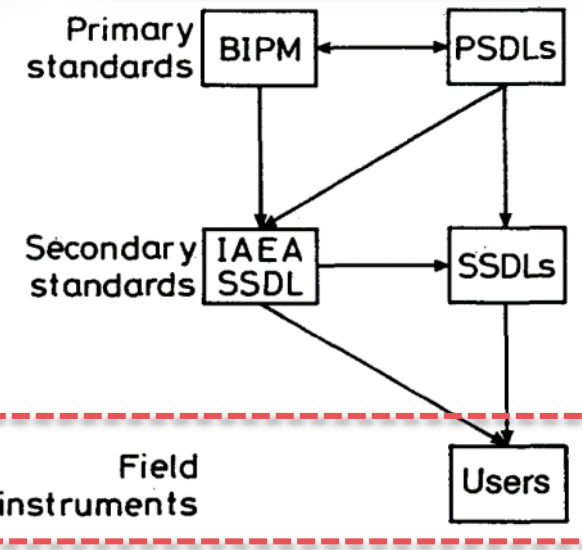 Primary
standards
BIPM
PSDLs
Secondary
standards
IAEA
SSDL
SSDLs
Field
instruments
Users